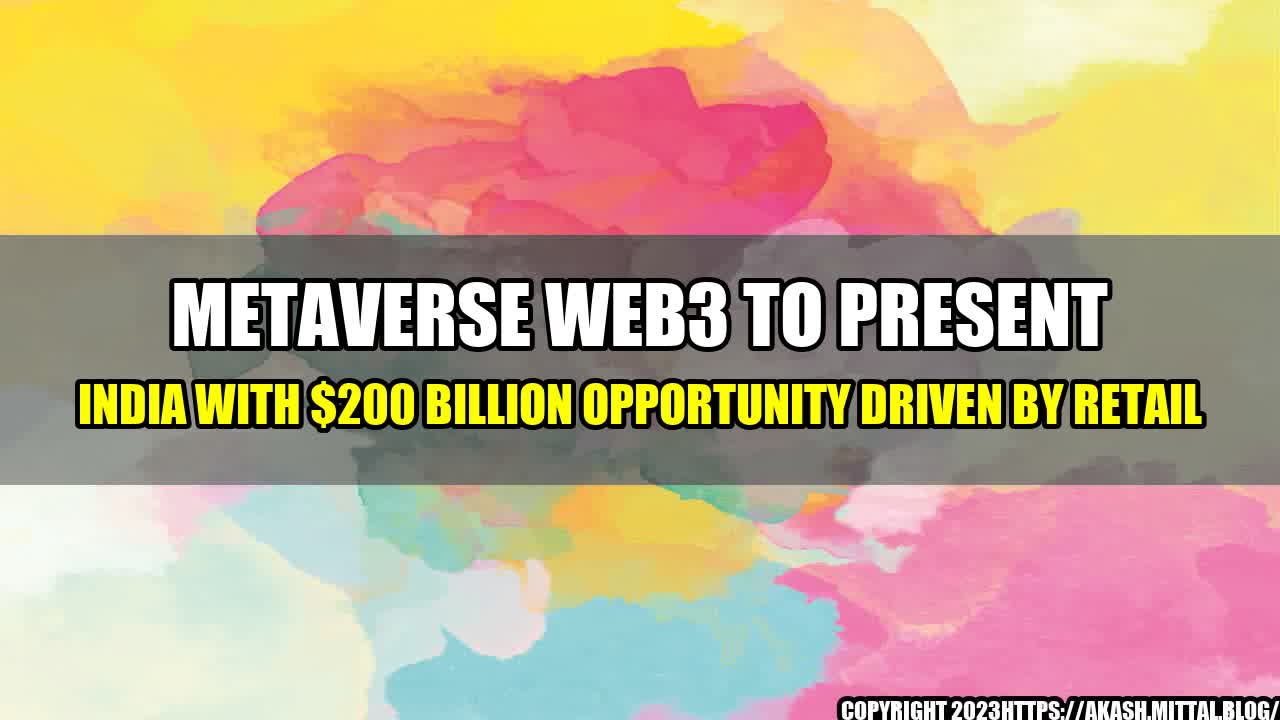 METAVERSE WEB3 TO PRESENT
INDIA WITH $200 BILLION OPPORTUNITY DRIVEN BY RETAIL
COPYRIGHT 2023HTTPS://AKASH.MITTAL.BLOG/